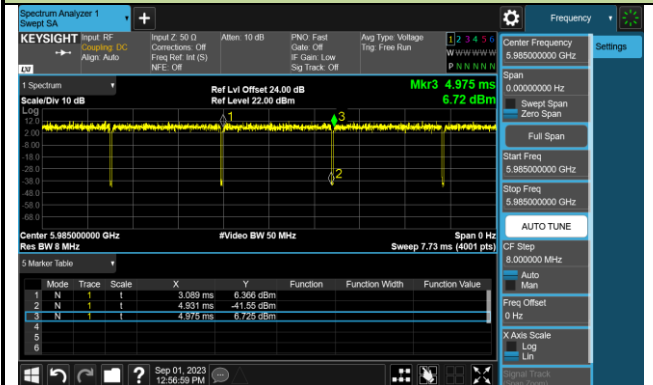 Spectrum Analyzer 1
Swept SA
+
Frequency
KEYSIGHT
Input: RF
Coupling: DC
Align: Auto
Input Z: 50 Ω
Corrections: Off
Freq Ref: Int (S)
NFE: Off
Atten: 10 dB
PNO: Fast
Gate: Off
IF Gain: Low
Sig Track: Off
Avg Type: Voltage
Trig: Free Run
1 2 3 4 5 6
W W W W W W
P N N N N N
LXI
1 Spectrum
Scale/Div 10 dB
Ref Lvl Offset 24.00 dB
Ref Level 22.00 dBm
Mkr3 4.975 ms
6.72 dBm
Log
12.0
2.00
-8.00
-18.0
-28.0
-38.0
-48.0
-58.0
-68.0
1
3
2
Center 5.985000000 GHz
Res BW 8 MHz
#Video BW 50 MHz
Span 0 Hz
Sweep 7.73 ms (4001 pts)
5 Marker Table
Mode Trace Scale X Y Function Function Width Function Value
1 N 1 t 3.089 ms 6.366 dBm
2 N 1 t 4.931 ms -41.55 dBm
3 N 1 t 4.975 ms 6.725 dBm
4
5
6
?
Sep 01, 2023
12:56:59 PM
Center Frequency
5.985000000 GHz
Span
0.00000000 Hz
Swept Span
Zero Span
Full Span
Start Freq
5.985000000 GHz
Stop Freq
5.985000000 GHz
AUTO TUNE
CF Step
8.000000 MHz
Auto
Man
Freq Offset
0 Hz
X Axis Scale
Log
Lin
Signal Track
(Span Zoom)
Settings